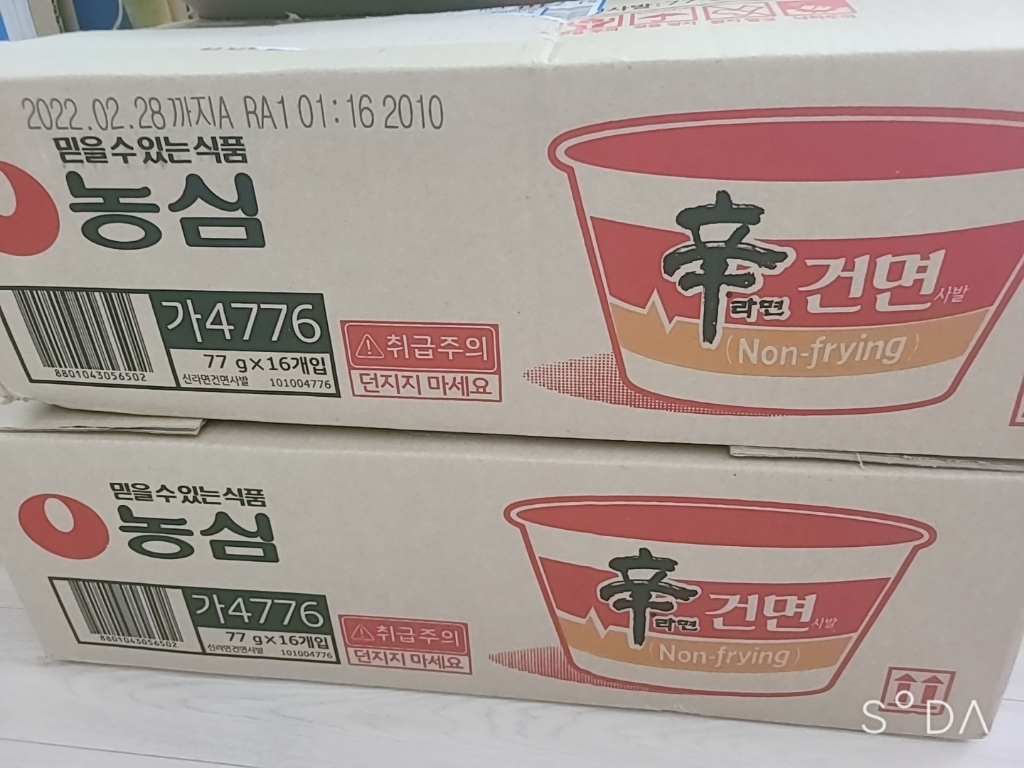 사발 : 77
2022.02.28까지A RA1 01:16 2010
믿을수있는식품
농심
가4776
77 g×16개입
신라면건면사발 101004776
8801043056502
취급주의
던지지 마세요
辛라면 건면사발
(Non-frying)
믿을수있는식품
농심
가4776
77 g×16개입
신라면건면사발 101004776
8801043056502
취급주의
던지지 마세요
辛라면 건면사발
(Non-frying)
SODA